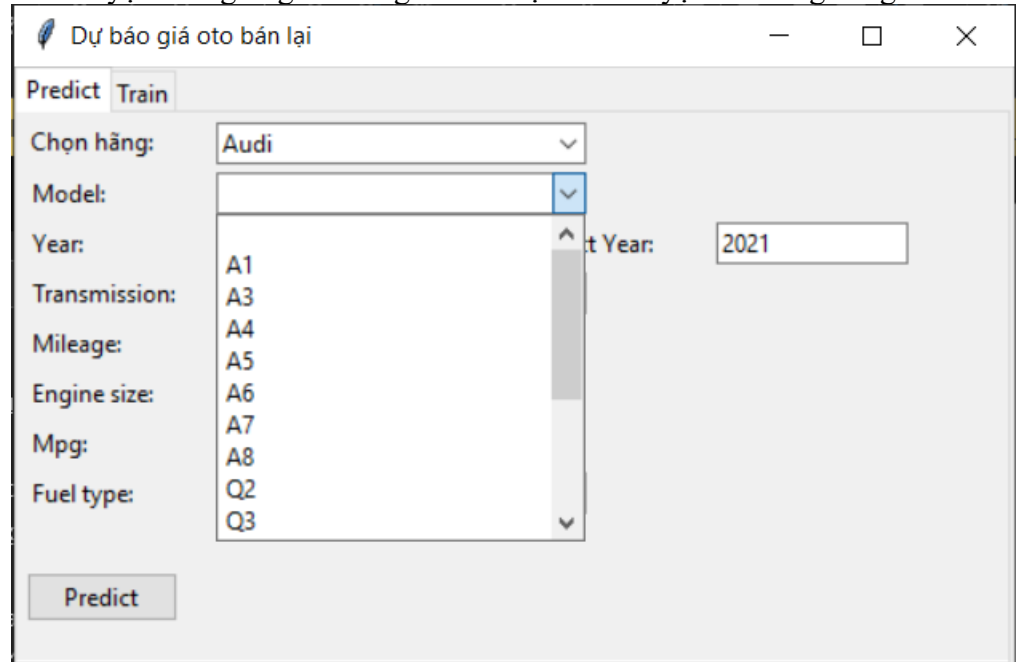 Dự báo giá oto bán lại
Predict Train
Chọn hãng: Audi
Model:
Year: t Year: 2021
A1
Transmission: A3
A4
Mileage: A5
Engine size: A6
A7
Mpg: A8
Fuel type: Q2
Q3
Predict